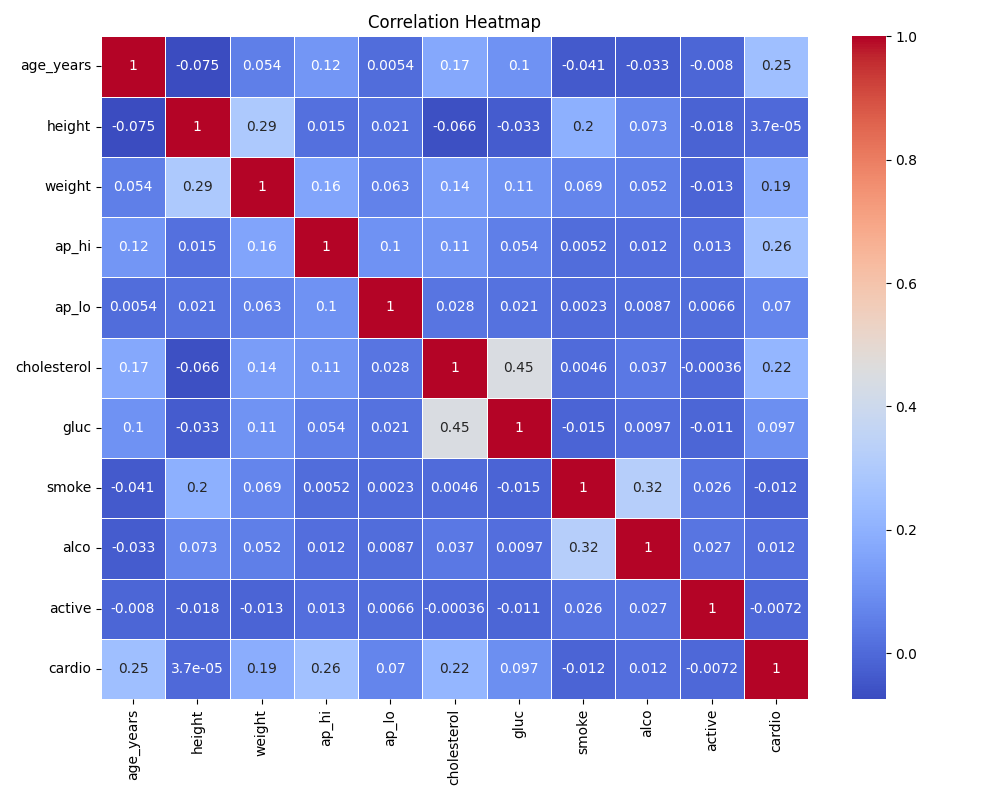 Correlation Heatmap
age_years 1 -0.075 0.054 0.12 0.0054 0.17 0.1 -0.041 -0.033 -0.008 0.25
height -0.075 1 0.29 0.015 0.021 -0.066 -0.033 0.2 0.073 -0.018 3.7e-05
weight 0.054 0.29 1 0.16 0.063 0.14 0.11 0.069 0.052 -0.013 0.19
ap_hi 0.12 0.015 0.16 1 0.1 0.11 0.054 0.0052 0.012 0.013 0.26
ap_lo 0.0054 0.021 0.063 0.1 1 0.028 0.021 0.0023 0.0087 0.0066 0.07
cholesterol 0.17 -0.066 0.14 0.11 0.028 1 0.45 0.0046 0.037 -0.00036 0.22
gluc 0.1 -0.033 0.11 0.054 0.021 0.45 1 -0.015 0.0097 -0.011 0.097
smoke -0.041 0.2 0.069 0.0052 0.0023 0.0046 -0.015 1 0.32 0.026 -0.012
alco -0.033 0.073 0.052 0.012 0.0087 0.037 0.0097 0.32 1 0.027 0.012
active -0.008 -0.018 -0.013 0.013 0.0066 -0.00036 -0.011 0.026 0.027 1 -0.0072
cardio 0.25 3.7e-05 0.19 0.26 0.07 0.22 0.097 -0.012 0.012 -0.0072 1
age_years height weight ap_hi ap_lo cholesterol gluc smoke alco active cardio
1.0
0.8
0.6
0.4
0.2
0.0